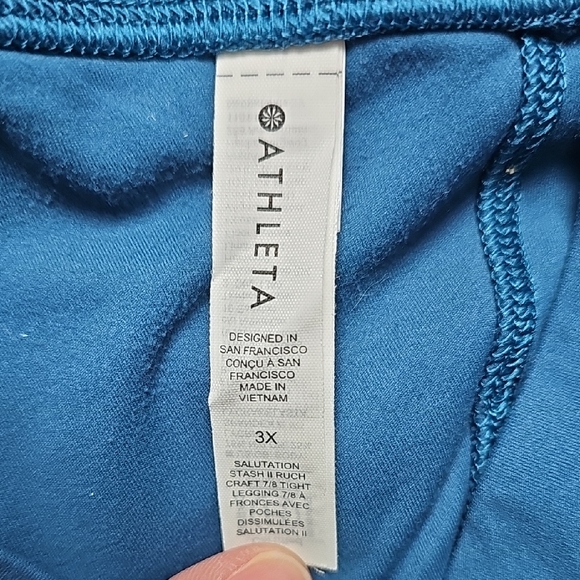 ATHLETA
DESIGNED IN
SAN FRANCISCO
CONÇU À SAN
FRANCISCO
MADE IN
VIETNAM
3X
SALUTATION
STASH II RUCH
CRAFT 7/8 TIGHT
LEGGING 7/8 À
FRONCES AVEC
POCHES
DISSIMULÉES
SALUTATION II